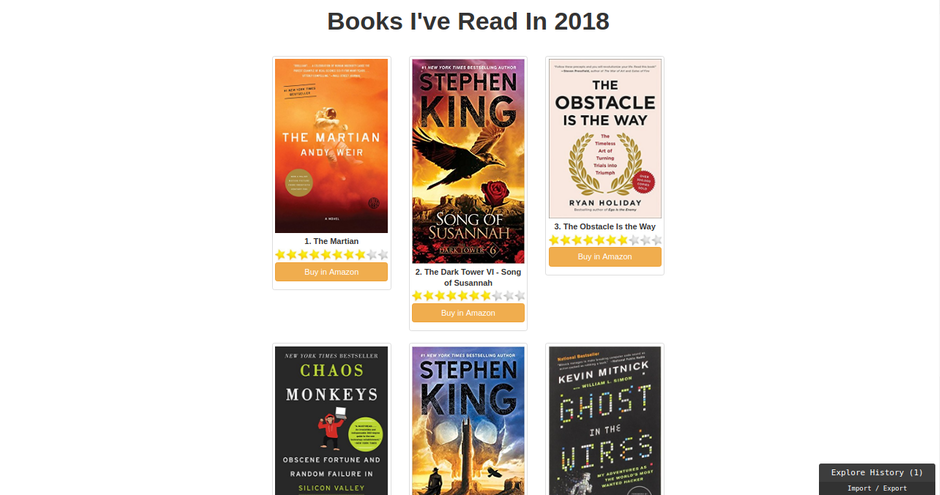 Books I've Read In 2018
#1 NEW YORK TIMES
BESTSELLER
THE MARTIAN
ANDY WEIR
A NOVEL
1. The Martian
Buy in Amazon
#1 NEW YORK TIMES BESTSELLING AUTHOR
STEPHEN
KING
SONG OF
SUSANNAH
DARK TOWER 6
2. The Dark Tower VI - Song
of Susannah
Buy in Amazon
THE
OBSTACLE
IS THE WAY
The
Timeless
Art of
Turning
Trials into
Triumph
RYAN HOLIDAY
Bestselling author of Ego Is the Enemy
3. The Obstacle Is the Way
Buy in Amazon
NEW YORK TIMES BESTSELLER
CHAOS
MONKEYS
OBSCENE FORTUNE AND
RANDOM FAILURE IN
SILICON VALLEY
#1 NEW YORK TIMES BESTSELLING AUTHOR
STEPHEN
KING
National Bestseller
KEVIN MITNICK
WITH WILLIAM L. SIMON
GHOST
IN THE
WIRES
MY ADVENTURES AS
THE WORLD'S MOST
WANTED HACKER
Explore History (1)
Import / Export